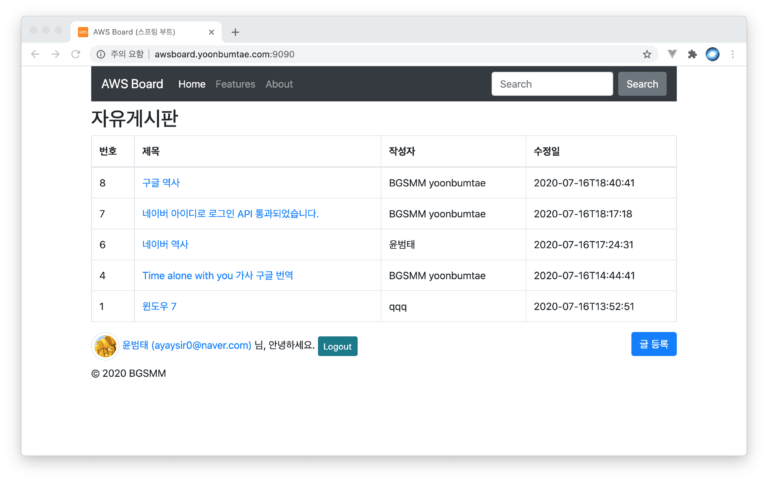 AWS Board (스프링 부트)
주의 요함 awsboard.yoonbumtae.com:9090
AWS Board Home Features About Search Search
자유게시판
번호 제목 작성자 수정일
8 구글 역사 BGSMM yoonbumtae 2020-07-16T18:40:41
7 네이버 아이디로 로그인 API 통과되었습니다. BGSMM yoonbumtae 2020-07-16T18:17:18
6 네이버 역사 윤범태 2020-07-16T17:24:31
4 Time alone with you 가사 구글 번역 BGSMM yoonbumtae 2020-07-16T14:44:41
1 윈도우 7 qqq 2020-07-16T13:52:51
윤범태 (ayaysir0@naver.com) 님, 안녕하세요. Logout 글 등록
© 2020 BGSMM